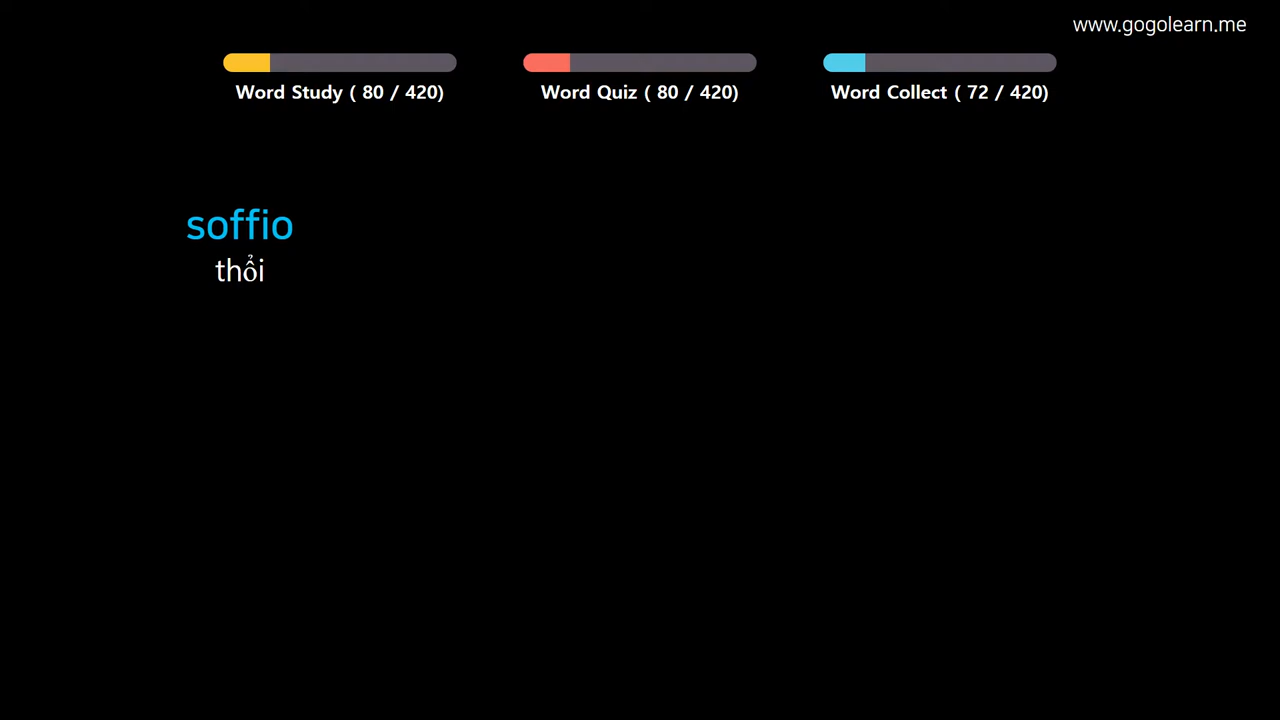 www.gogolearn.me
Word Study ( 80 / 420)
Word Quiz ( 80 / 420)
Word Collect ( 72 / 420)
soffio
thổi